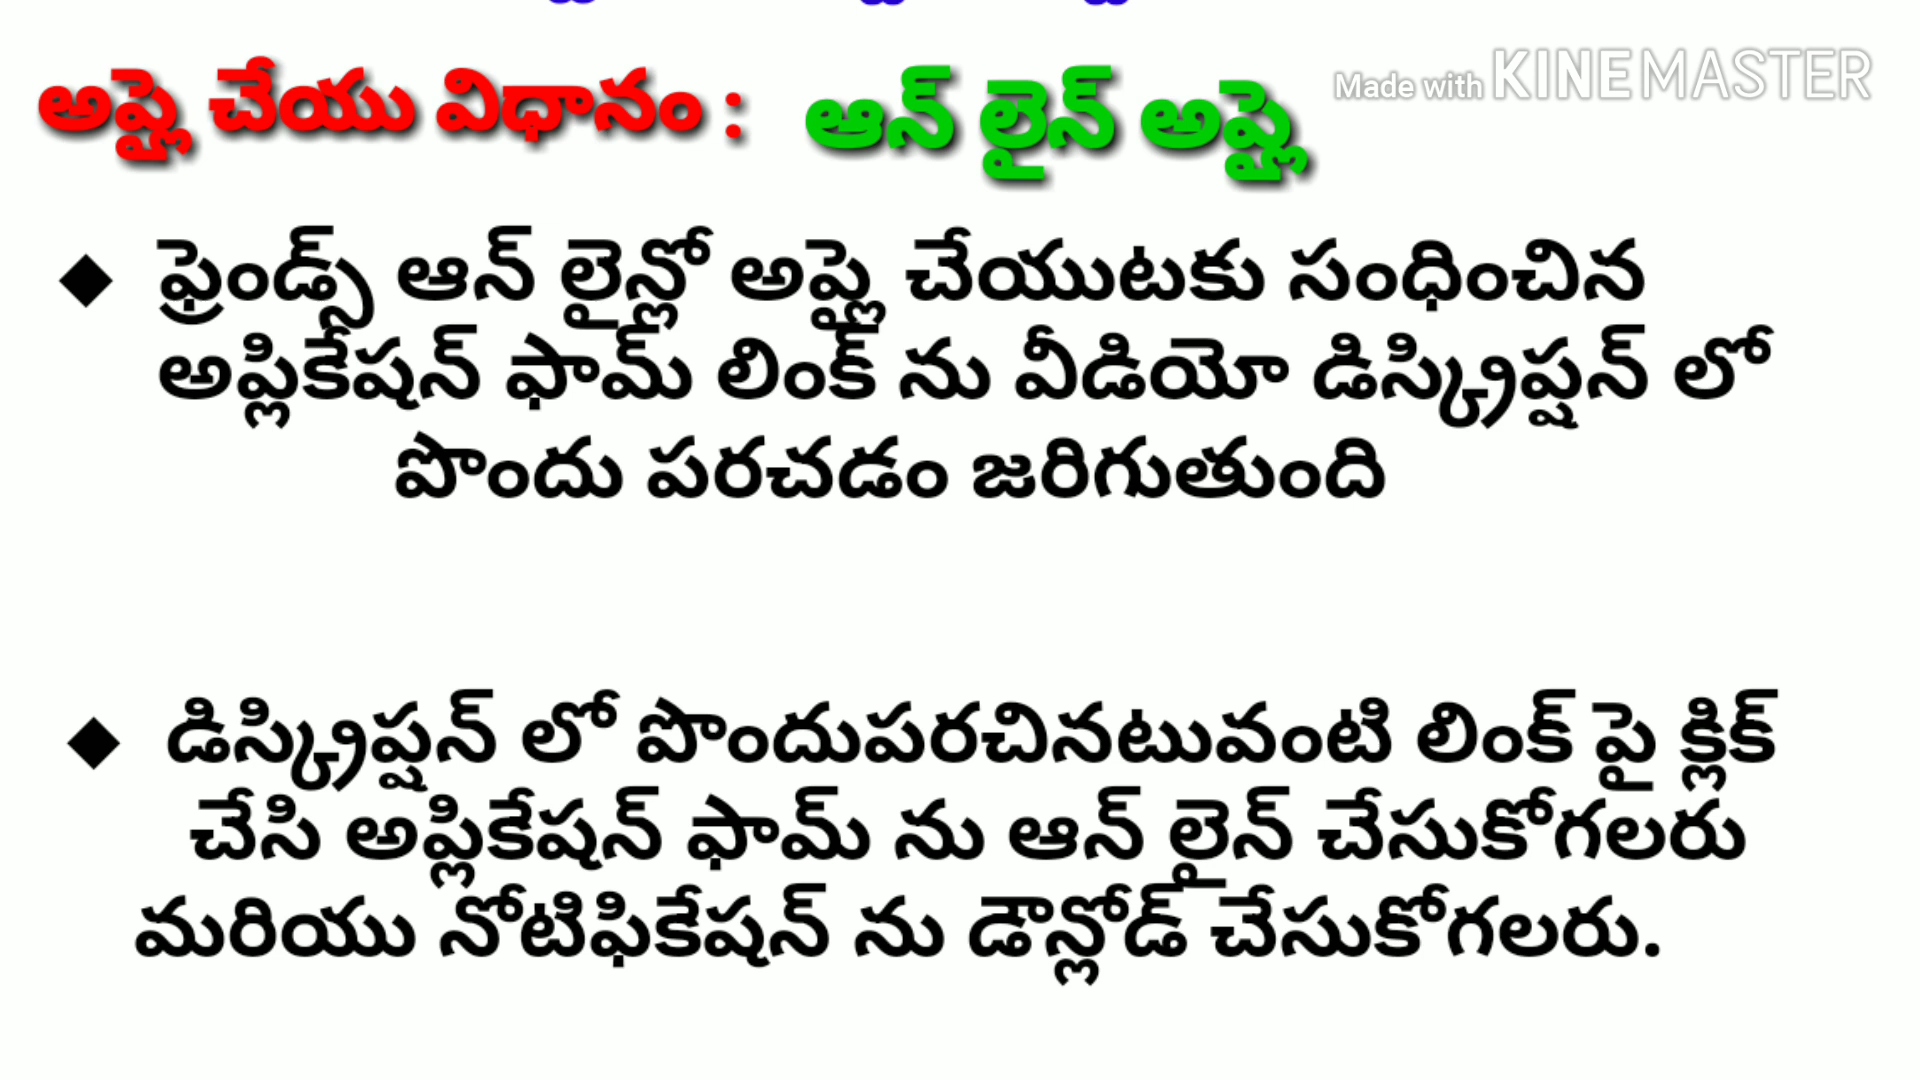 అప్లై చేయు విధానం : ఆన్ లైన్ అప్లై
Made with KINEMASTER
◆ ఫ్రెండ్స్ ఆన్ లైన్లో అప్లై చేయుటకు సంధించిన
అప్లికేషన్ ఫామ్ లింక్ ను వీడియో డిస్క్రిప్షన్ లో
పొందు పరచడం జరిగుతుంది
◆ డిస్క్రిప్షన్ లో పొందుపరచినటువంటి లింక్ పై క్లిక్
చేసి అప్లికేషన్ ఫామ్ ను ఆన్ లైన్ చేసుకోగలరు
మరియు నోటిఫికేషన్ ను డౌన్లోడ్ చేసుకోగలరు.